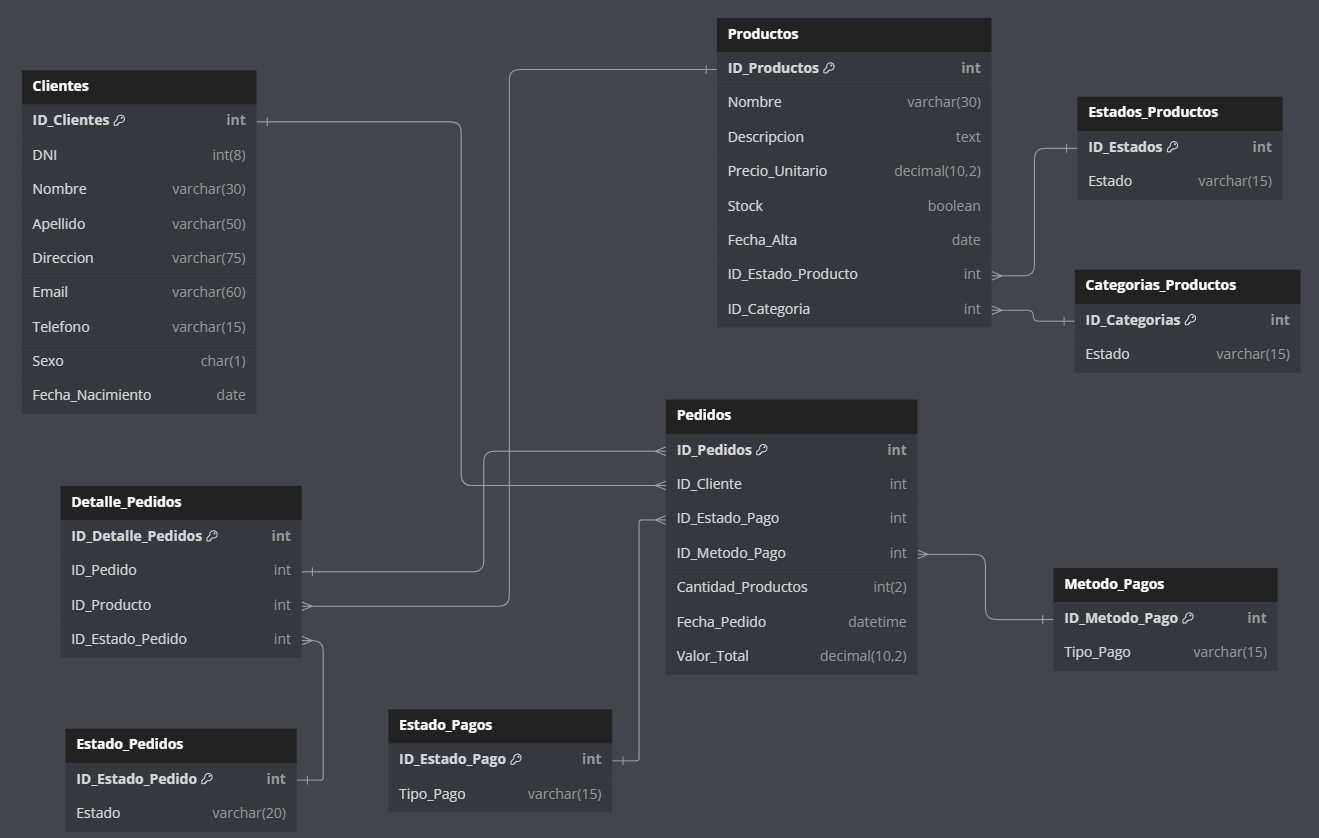 Clientes
ID_Clientes int
DNI int(8)
Nombre varchar(30)
Apellido varchar(50)
Direccion varchar(75)
Email varchar(60)
Telefono varchar(15)
Sexo char(1)
Fecha_Nacimiento date
Productos
ID_Productos int
Nombre varchar(30)
Descripcion text
Precio_Unitario decimal(10,2)
Stock boolean
Fecha_Alta date
ID_Estado_Producto int
ID_Categoria int
Estados_Productos
ID_Estados int
Estado varchar(15)
Categorias_Productos
ID_Categorias int
Estado varchar(15)
Pedidos
ID_Pedidos int
ID_Cliente int
ID_Estado_Pago int
ID_Metodo_Pago int
Cantidad_Productos int(2)
Fecha_Pedido datetime
Valor_Total decimal(10,2)
Detalle_Pedidos
ID_Detalle_Pedidos int
ID_Pedido int
ID_Producto int
ID_Estado_Pedido int
Metodo_Pagos
ID_Metodo_Pago int
Tipo_Pago varchar(15)
Estado_Pedidos
ID_Estado_Pedido int
Estado varchar(20)
Estado_Pagos
ID_Estado_Pago int
Tipo_Pago varchar(15)